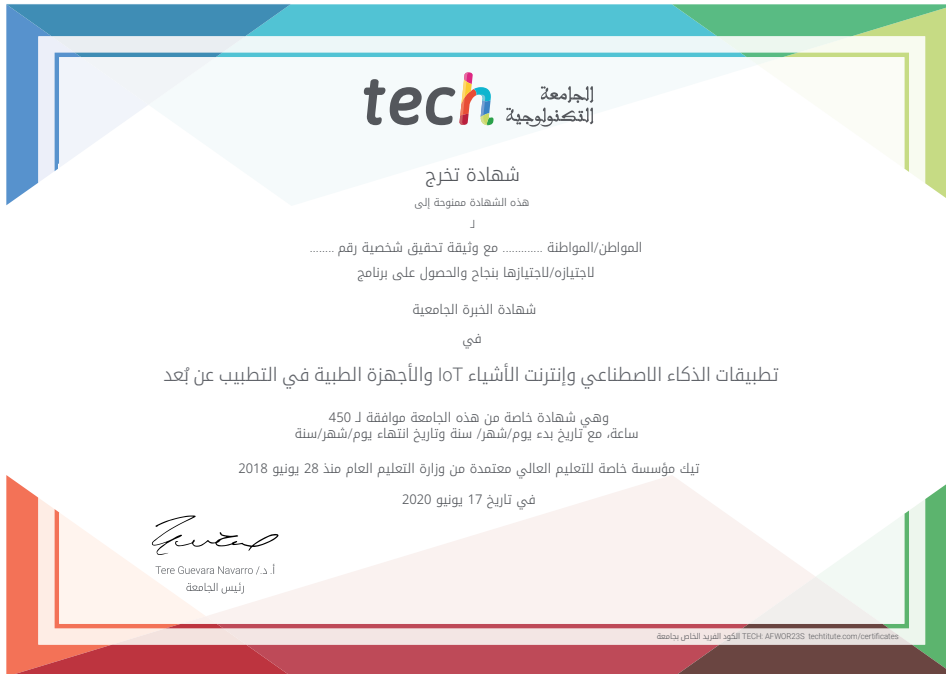 tech الجامعة
التكنولوجية
شهادة تخرج
هذه الشهادة ممنوحة إلى
لـ
المواطن/المواطنة ............. مع وثيقة تحقيق شخصية رقم ........
لاجتيازه/لاجتيازها بنجاح والحصول على برنامج
شهادة الخبرة الجامعية
في
تطبيقات الذكاء الاصطناعي وإنترنت الأشياء IoT والأجهزة الطبية في التطبيب عن بُعد
وهي شهادة خاصة من هذه الجامعة موافقة لـ 450
ساعة، مع تاريخ بدء يوم/شهر/ سنة وتاريخ انتهاء يوم/شهر/سنة
تيك مؤسسة خاصة للتعليم العالي معتمدة من وزارة التعليم العام منذ 28 يونيو 2018
في تاريخ 17 يونيو 2020
أ. د./ Tere Guevara Navarro
رئيس الجامعة
الكود الفريد الخاص بجامعة TECH: AFWOR23S techtitute.com/certificates